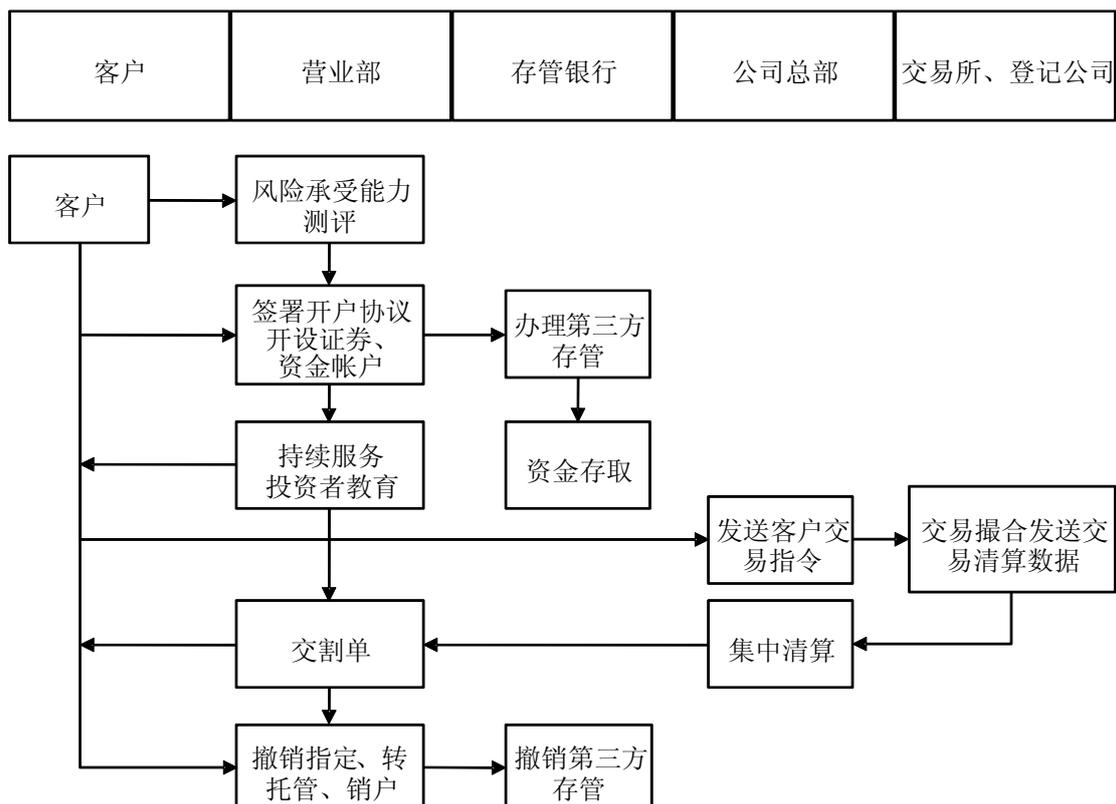 客户
营业部
存管银行
公司总部
交易所、登记公司
客户
风险承受能力
测评
签署开户协议
开设证券、
资金帐户
办理第三方
存管
持续服务
投资者教育
资金存取
发送客户交
易指令
交易撮合发送交
易清算数据
交割单
集中清算
撤销指定、转
托管、销户
撤销第三方
存管